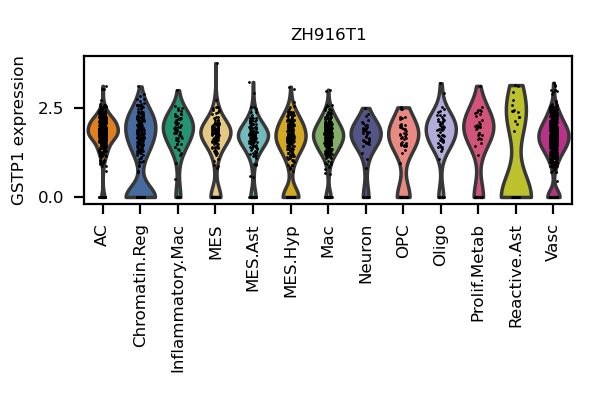 ZH916T1
GSTP1 expression
2.5
0.0
AC
Chromatin.Reg
Inflammatory.Mac
MES
MES.Ast
MES.Hyp
Mac
Neuron
OPC
Oligo
Prolif.Metab
Reactive.Ast
Vasc